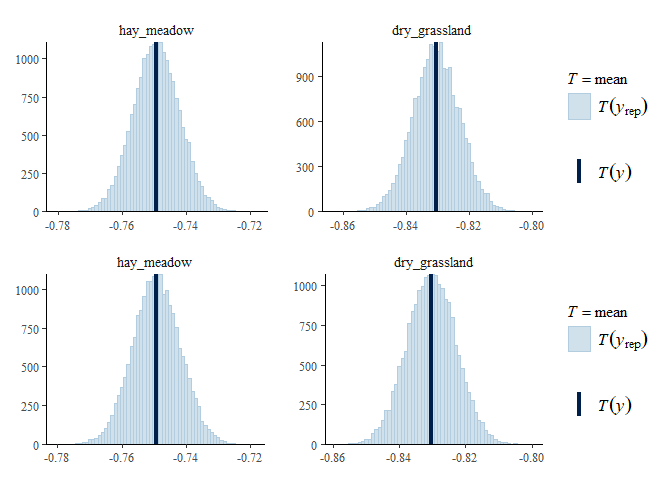 hay_meadow
dry_grassland
1000
750
500
250
0
-0.78 -0.76 -0.74 -0.72
900
600
300
0
-0.86 -0.84 -0.82 -0.80
T = mean
T(yrep)
T(y)
hay_meadow
dry_grassland
1000
750
500
250
0
-0.78 -0.76 -0.74 -0.72
1000
750
500
250
0
-0.86 -0.84 -0.82 -0.80
T = mean
T(yrep)
T(y)